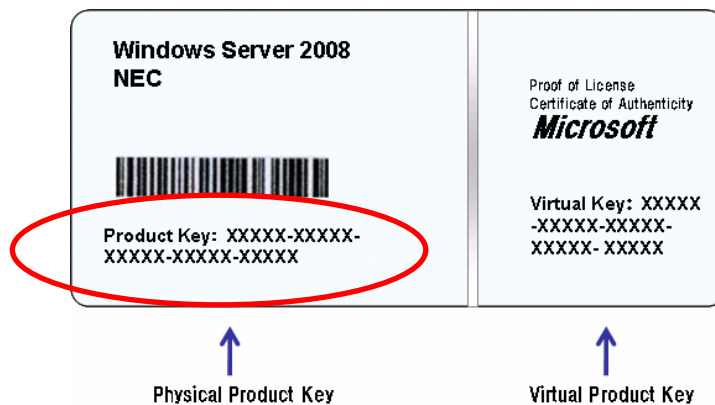 Windows Server 2008
NEC
Product Key: XXXXX-XXXXX-
XXXXX-XXXXX-XXXXX
Proof of License
Certificate of Authenticity
Microsoft
Virtual Key: XXXXX
-XXXXX-XXXXX-
XXXXX- XXXXX
Physical Product Key
Virtual Product Key